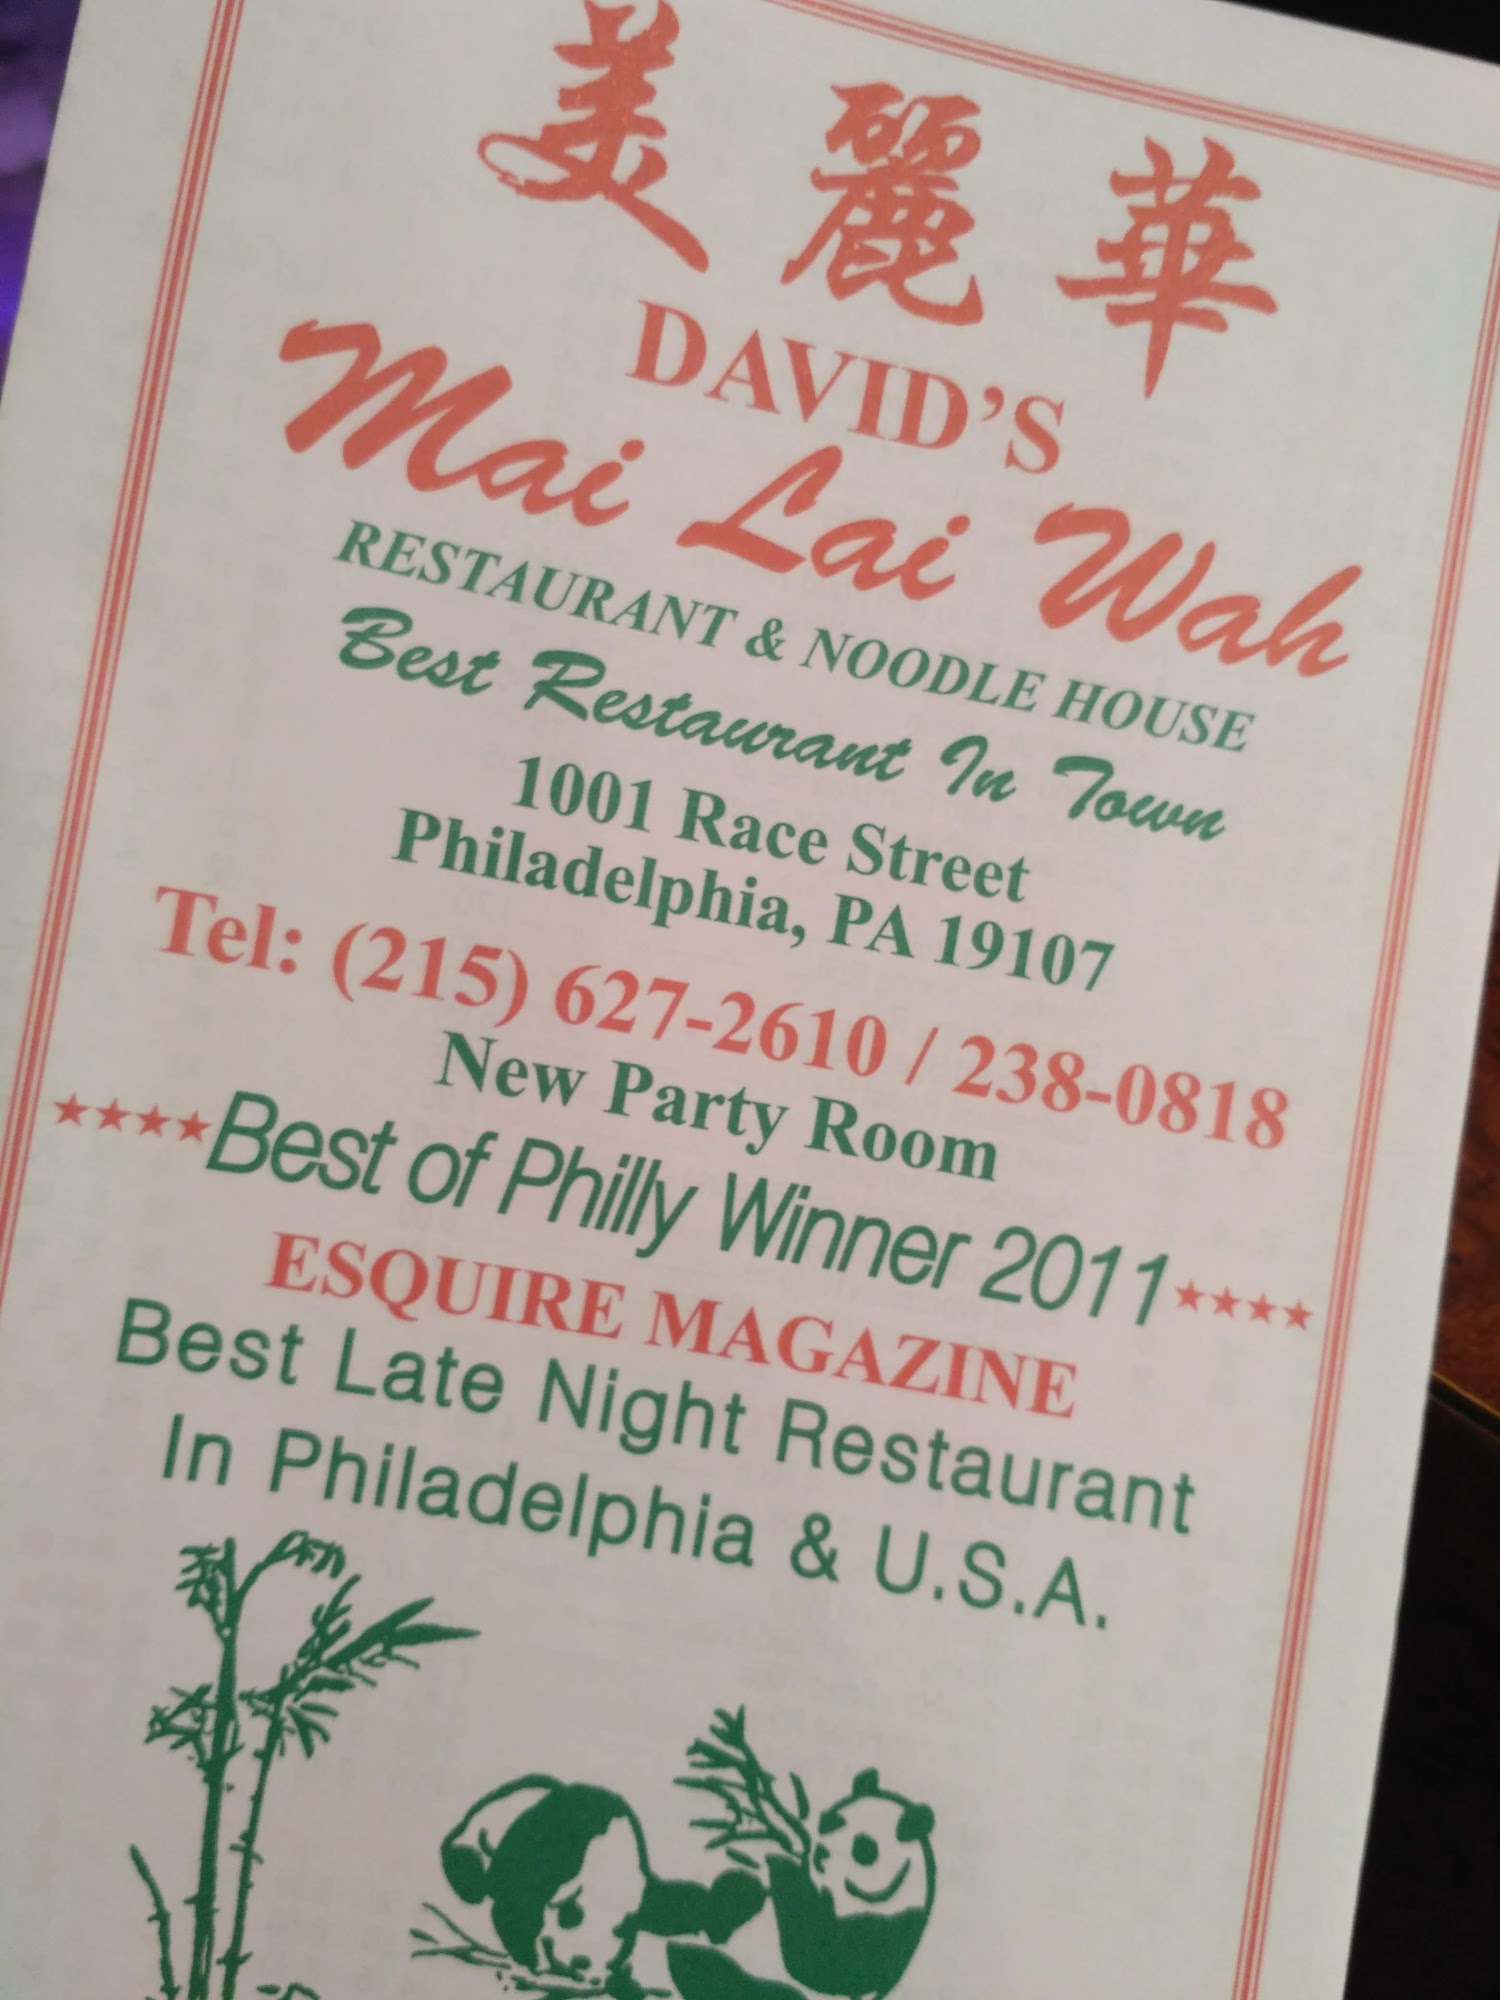 美麗華
DAVID'S
Mai Lai Wah
RESTAURANT & NOODLE HOUSE
Best Restaurant In Town
1001 Race Street
Philadelphia, PA 19107
Tel: (215) 627-2610 / 238-0818
New Party Room
★★★★Best of Philly Winner 2011★★★★
ESQUIRE MAGAZINE
Best Late Night Restaurant
In Philadelphia & U.S.A.